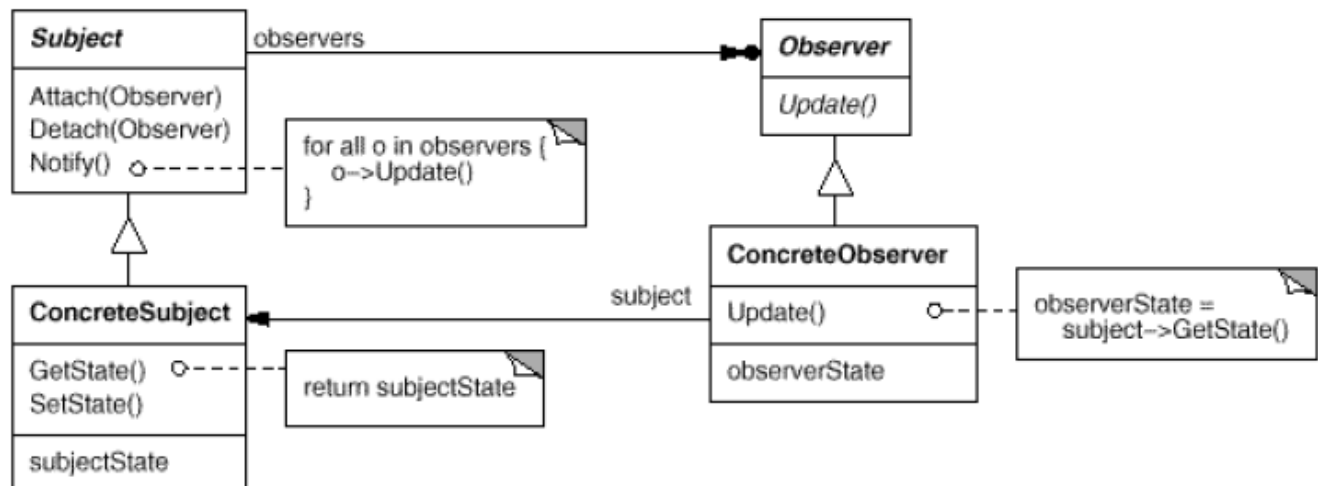 Subject
observers
Observer
Attach(Observer)
Detach(Observer)
Notify()
Update()
for all o in observers {
o->Update()
}
ConcreteObserver
Update()
observerState
observerState =
subject->GetState()
subject
ConcreteSubject
GetState()
SetState()
subjectState
return subjectState